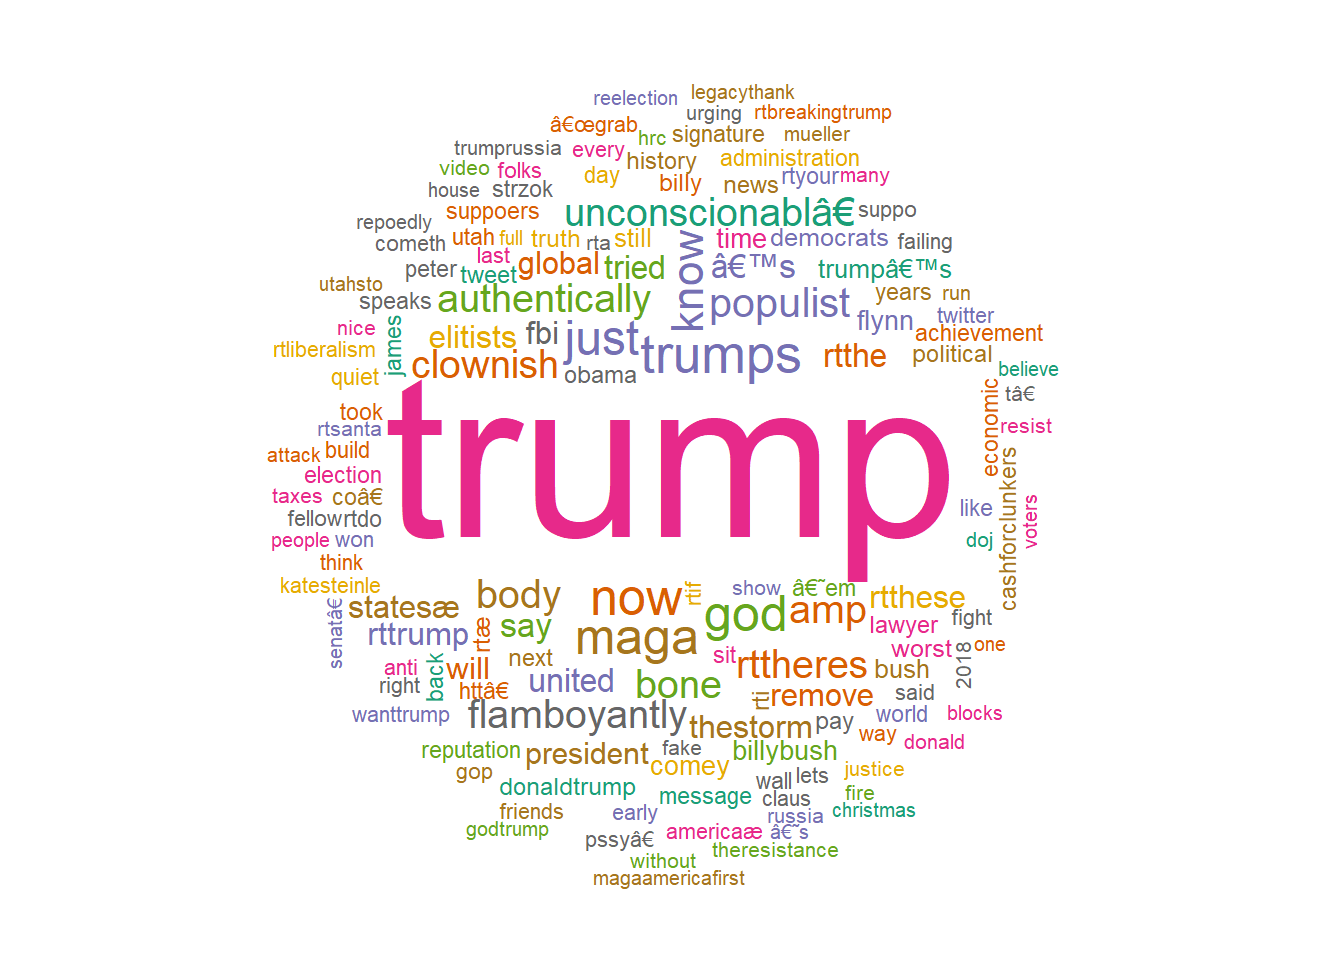 reelection legacythank
urging rtbreakingtrump
“grab hrc signature mueller
trumprussia every history administration
video folks day billy news rtyourmany
house strzok
suppoers unconscionablâ€ suppo
repoedly
cometh utah full truth rta still know time democrats failing
last
peter tweet global tried â€™s trumpâ€™s
utahsto
speaks authentically populist years run
nice james elitists fbi just flynn twitter
achievement
rtliberalism clownish trumps rtthe political
quiet obama believe
tâ€
took trump economic
rtsanta resist
attack build
election cashforclunkers
taxes coâ€ like voters
fellowrtdo
people won doj
think
katesteinle body now rtif show â€˜em rtthese
senatâ€ statesæ god amp fight
rttrump rtæ say maga lawyer
anti back will next sit rttheres worst one
right httâ€ united bone rti remove bush said 2018
wanttrump flamboyantly thestorm pay world blocks
way donald
reputation president fake billybush
gop comey wall lets justice
donaldtrump message claus fire
friends early russia christmas
godtrump pssyâ€ americaæ â€˜s
without theresistance
magaamericafirst